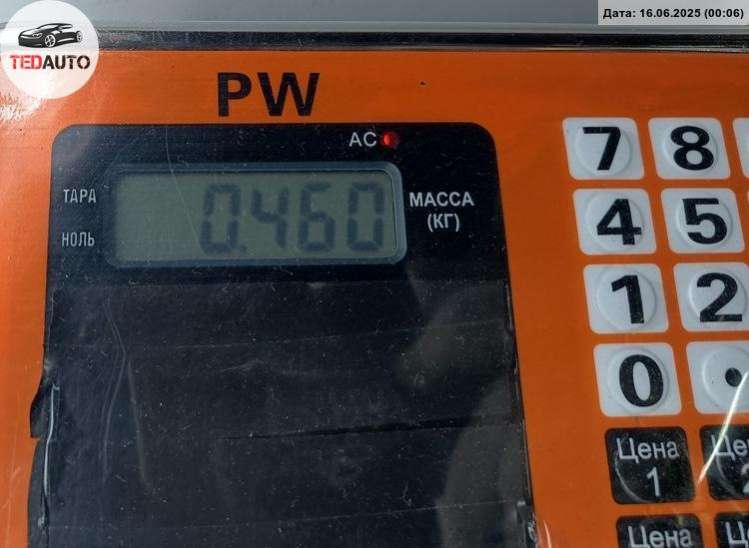 Дата: 16.06.2025 (00:06)
TEDAUTO
PW
AC
ТАРА
НОЛЬ
0.460
МАССА
(КГ)
7 8
4 5
1 2
0 .
Цена
1
Цена